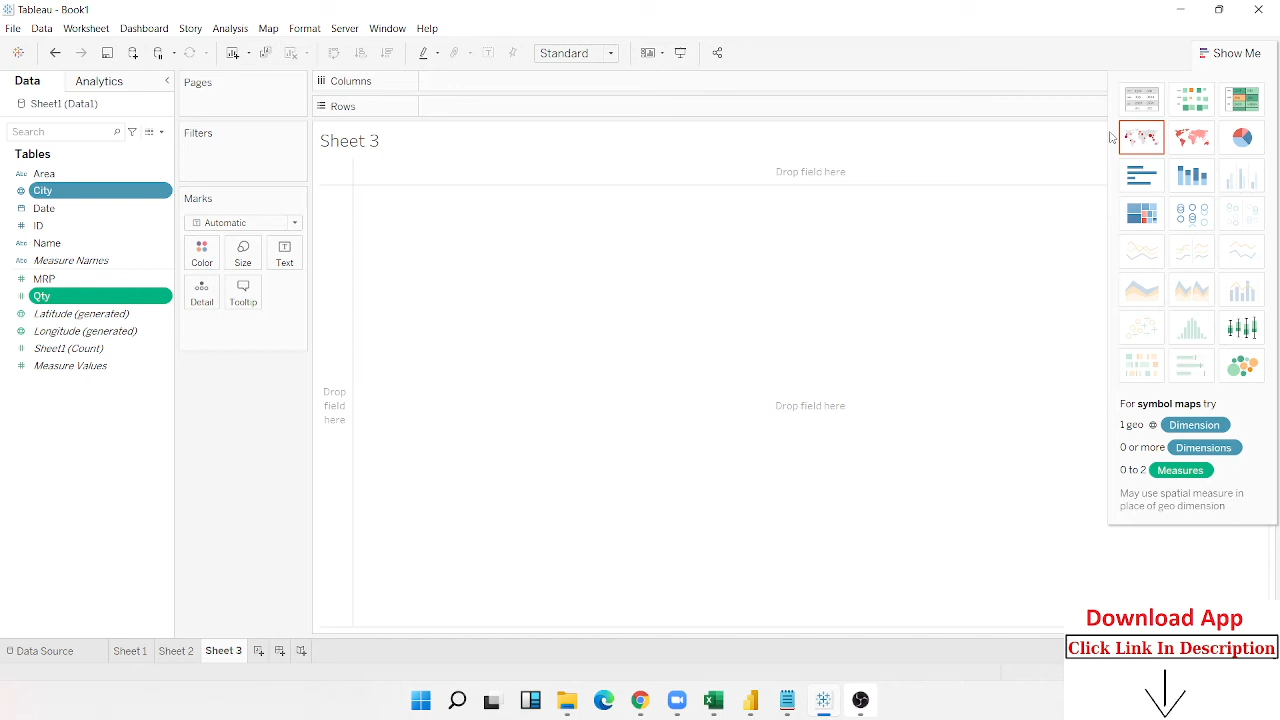 Tableau - Book1
File Data Worksheet Dashboard Story Analysis Map Format Server Window Help
Standard
Show Me
Data Analytics
Pages
Columns
Sheet1 (Data1)
Rows
Search
Filters
Sheet 3
Tables
Area
Drop field here
City
Marks
Date
Automatic
ID
Name
Color Size Text
Measure Names
MRP
Qty
Detail Tooltip
Latitude (generated)
Longitude (generated)
Sheet1 (Count)
Measure Values
Drop
field
here
Drop field here
For symbol maps try
1 geo Dimension
0 or more Dimensions
0 to 2 Measures
May use spatial measure in
place of geo dimension
Download App
Click Link In Description
Data Source Sheet 1 Sheet 2 Sheet 3